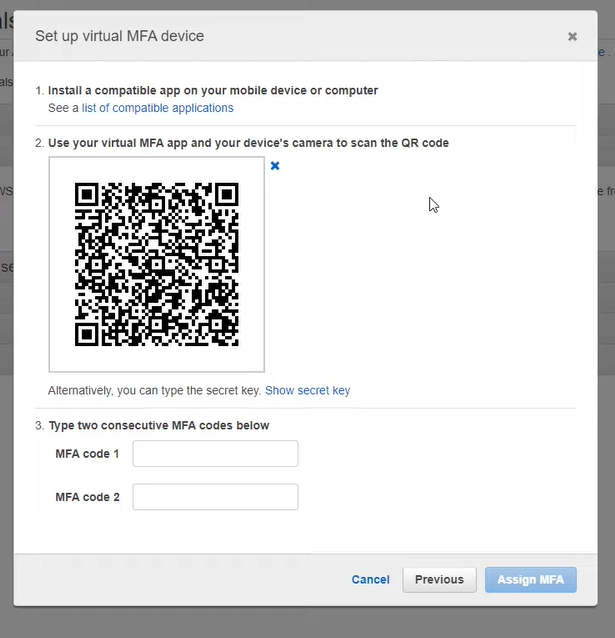 Set up virtual MFA device
1. Install a compatible app on your mobile device or computer
See a list of compatible applications
2. Use your virtual MFA app and your device's camera to scan the QR code
Alternatively, you can type the secret key. Show secret key
3. Type two consecutive MFA codes below
MFA code 1
MFA code 2
Cancel Previous Assign MFA